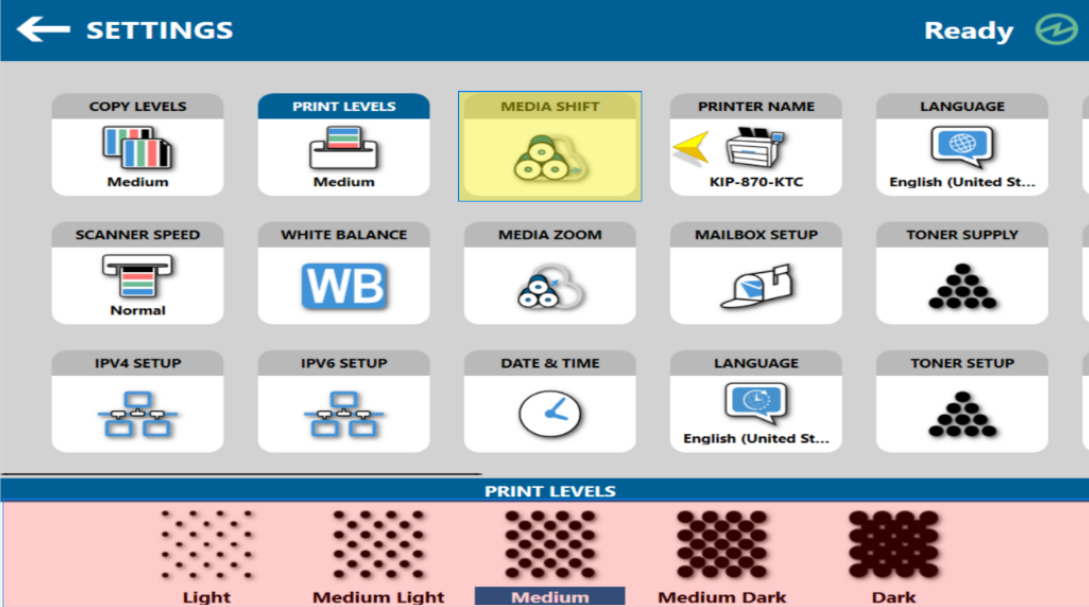 SETTINGS
Ready
COPY LEVELS
Medium
PRINT LEVELS
Medium
MEDIA SHIFT
PRINTER NAME
KIP-870-KTC
LANGUAGE
English (United St...
SCANNER SPEED
Normal
WHITE BALANCE
WB
MEDIA ZOOM
MAILBOX SETUP
TONER SUPPLY
IPV4 SETUP
IPV6 SETUP
DATE & TIME
LANGUAGE
English (United St...
TONER SETUP
PRINT LEVELS
Light
Medium Light
Medium
Medium Dark
Dark